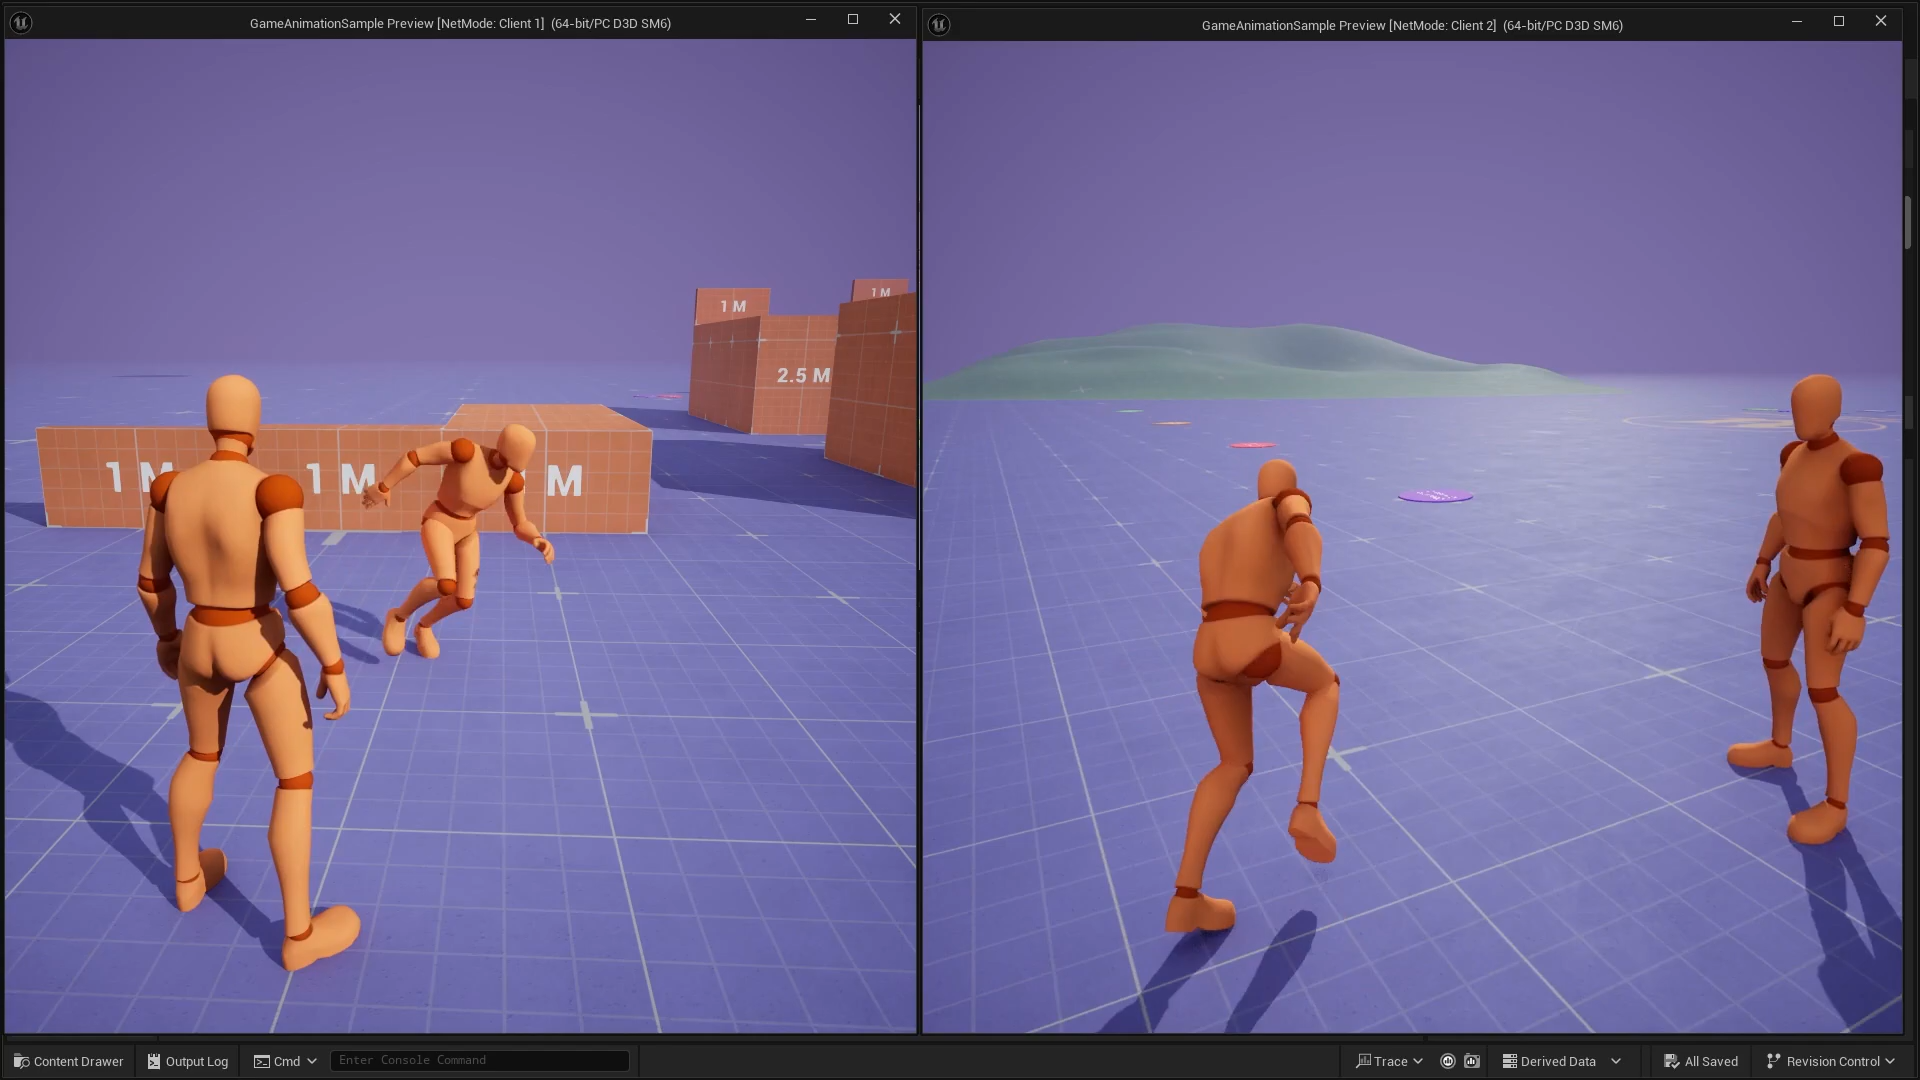 GameAnimationSample Preview [NetMode: Client 1] (64-bit/PC D3D SM6)
GameAnimationSample Preview [NetMode: Client 2] (64-bit/PC D3D SM6)
1 M
1 M
2.5 M
1 M
1 M
M
Content Drawer
Output Log
Cmd
Enter Console Command
Trace
Derived Data
All Saved
Revision Control